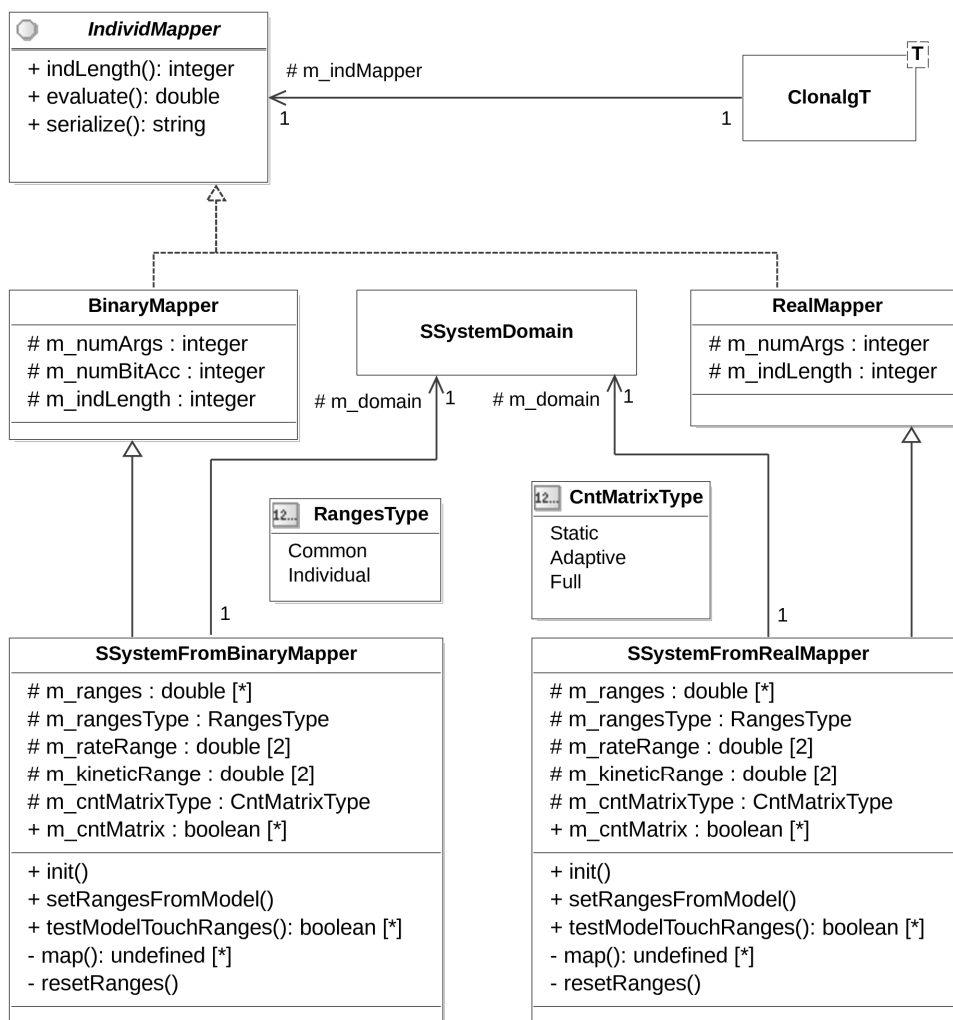 IndividMapper
+ indLength(): integer
+ evaluate(): double
+ serialize(): string
# m_indMapper
1
1
T
ClonalgT
BinaryMapper
# m_numArgs : integer
# m_numBitAcc : integer
# m_indLength : integer
SSystemDomain
RealMapper
# m_numArgs : integer
# m_indLength : integer
# m_domain
1
# m_domain
1
12...
RangesType
Common
Individual
12...
CntMatrixType
Static
Adaptive
Full
1
1
SSystemFromBinaryMapper
# m_ranges : double [*]
# m_rangesType : RangesType
# m_rateRange : double [2]
# m_kineticRange : double [2]
# m_cntMatrixType : CntMatrixType
+ m_cntMatrix : boolean [*]
+ init()
+ setRangesFromModel()
+ testModelTouchRanges(): boolean [*]
- map(): undefined [*]
- resetRanges()
SSystemFromRealMapper
# m_ranges : double [*]
# m_rangesType : RangesType
# m_rateRange : double [2]
# m_kineticRange : double [2]
# m_cntMatrixType : CntMatrixType
+ m_cntMatrix : boolean [*]
+ init()
+ setRangesFromModel()
+ testModelTouchRanges(): boolean [*]
- map(): undefined [*]
- resetRanges()